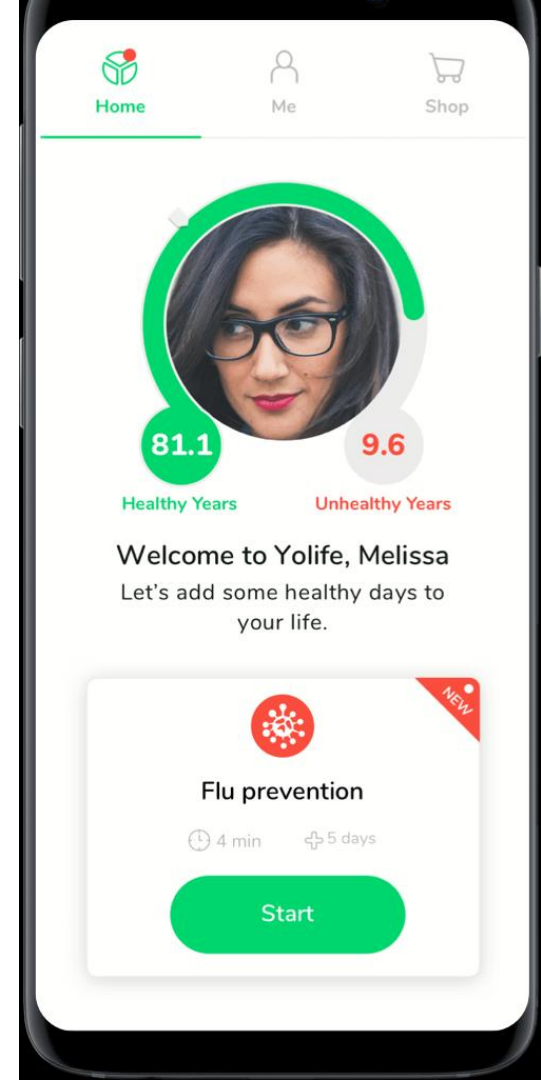 Home Me Shop
81.1 9.6
Healthy Years Unhealthy Years
Welcome to Yolife, Melissa
Let’s add some healthy days to
your life.
NEW
Flu prevention
4 min 5 days
Start